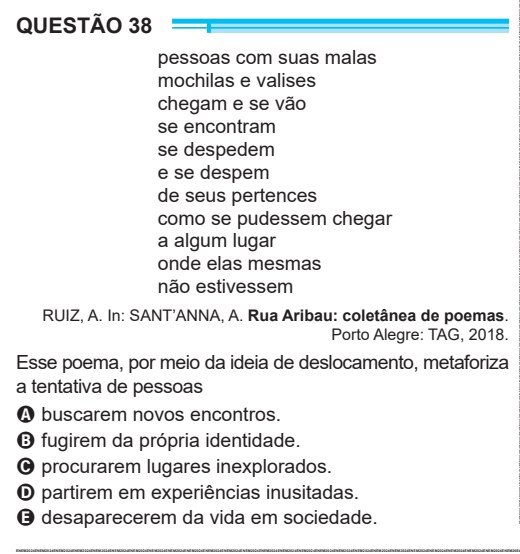 QUESTÃO 38
pessoas com suas malas
mochilas e valises
chegam e se vão
se encontram
se despedem
e se despem
de seus pertences
como se pudessem chegar
a algum lugar
onde elas mesmas
não estivessem
RUIZ, A. In: SANT’ANNA, A. Rua Aribau: coletânea de poemas.
Porto Alegre: TAG, 2018.
Esse poema, por meio da ideia de deslocamento, metaforiza
a tentativa de pessoas
A buscarem novos encontros.
B fugirem da própria identidade.
C procurarem lugares inexplorados.
D partirem em experiências inusitadas.
E desaparecerem da vida em sociedade.